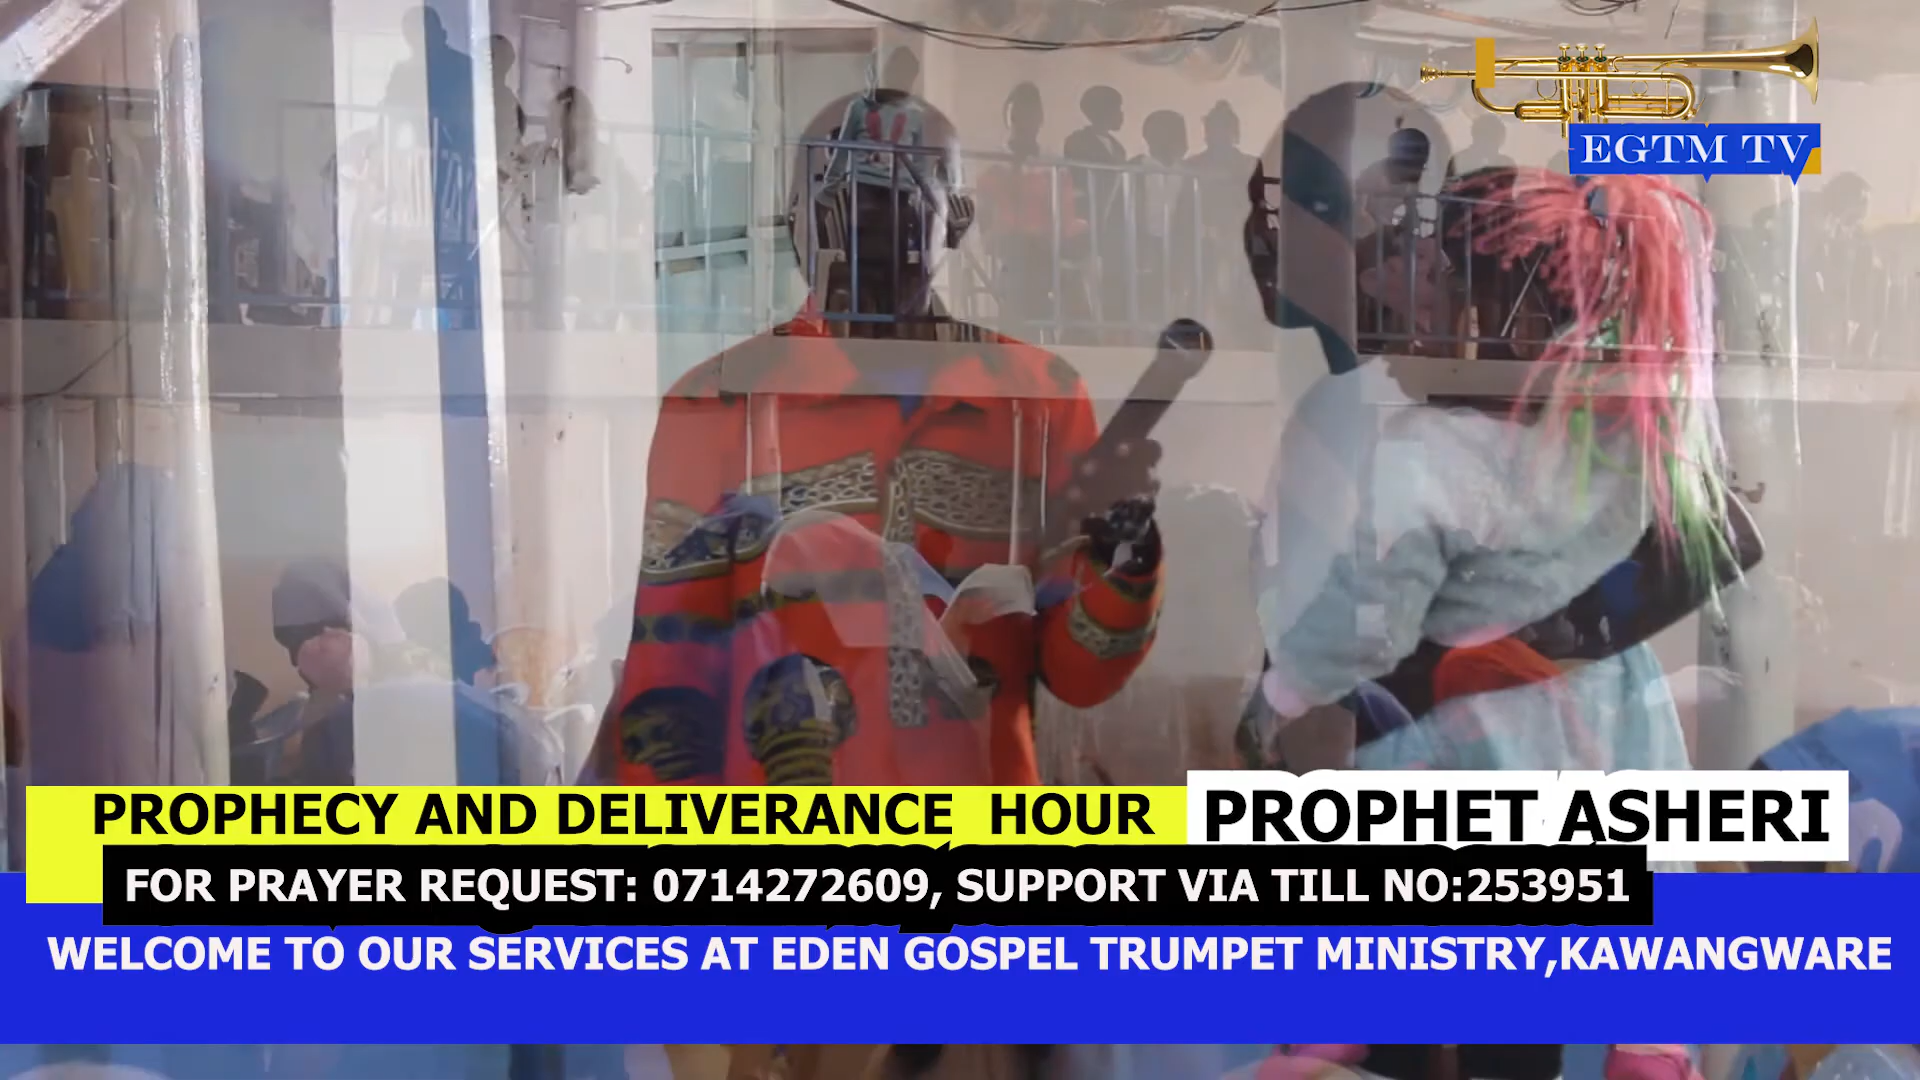 EGTM TV
PROPHECY AND DELIVERANCE HOUR
PROPHET ASHERI
FOR PRAYER REQUEST: 0714272609, SUPPORT VIA TILL NO:253951
WELCOME TO OUR SERVICES AT EDEN GOSPEL TRUMPET MINISTRY,KAWANGWARE